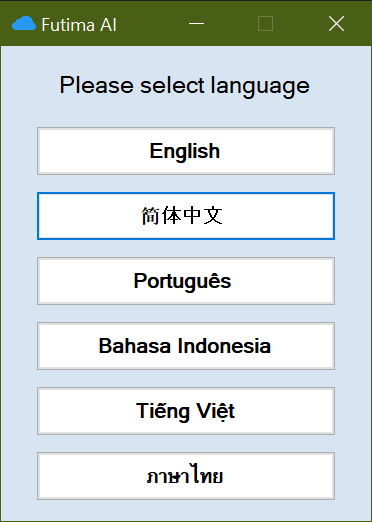 Futima AI
Please select language
English
简体中文
Português
Bahasa Indonesia
Tiếng Việt
ภาษาไทย